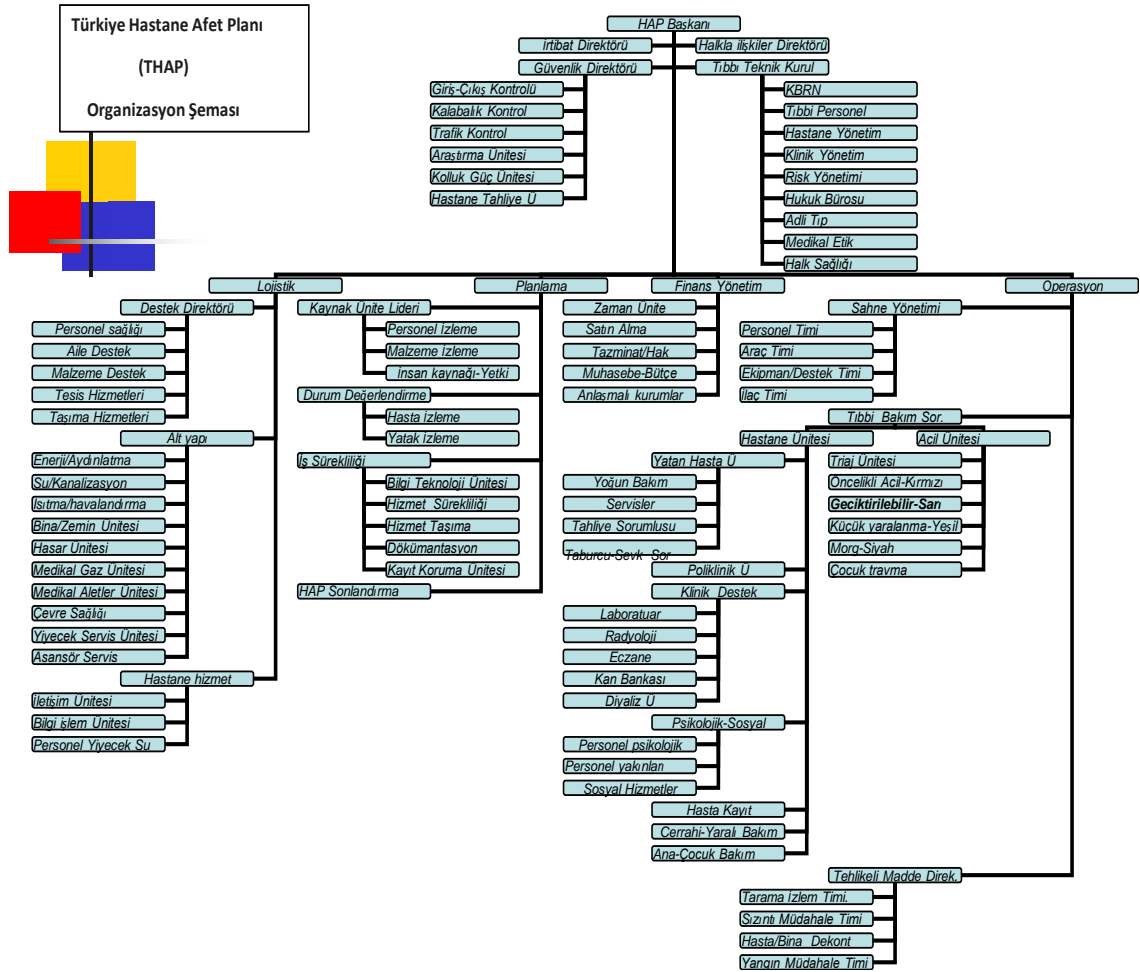 Türkiye Hastane Afet Planı
(THAP)
Organizasyon Şeması
HAP Başkanı
İrtibat Direktörü
Halkla ilişkiler Direktörü
Güvenlik Direktörü
Tıbbı Teknik Kurul
Giriş-Çıkış Kontrolü
Kalabalık Kontrol
Trafik Kontrol
Araştırma Ünitesi
Kolluk Güç Ünitesi
Hastane Tahliye Ü
KBRN
Tıbbi Personel
Hastane Yönetim
Klinik Yönetim
Risk Yönetimi
Hukuk Bürosu
Adli Tıp
Medikal Etik
Halk Sağlığı
Lojistik
Destek Direktörü
Personel sağlığı
Aile Destek
Malzeme Destek
Tesis Hizmetleri
Taşıma Hizmetleri
Alt yapı
Enerji/Aydınlatma
Su/Kanalizasyon
Isıtma/havalandırma
Bina/Zemin Ünitesi
Hasar Ünitesi
Medikal Gaz Ünitesi
Medikal Aletler Ünitesi
Çevre Sağlığı
Yiyecek Servis Ünitesi
Asansör Servis
Hastane hizmet
İletişim Ünitesi
Bilgi işlem Ünitesi
Personel Yiyecek Su
Planlama
Kaynak Ünite Lideri
Personel İzleme
Malzeme İzleme
İnsan kaynağı-Yetki
Durum Değerlendirme
Hasta İzleme
Yatak İzleme
İş Sürekliliği
Bilgi Teknoloji Ünitesi
Hizmet Sürekliliği
Hizmet Taşıma
Dökümantasyon
Kayıt Koruma Ünitesi
HAP Sonlandırma
Finans Yönetim
Zaman Ünite
Satın Alma
Tazminat/Hak
Muhasebe-Bütçe
Anlaşmalı kurumlar
Operasyon
Sahne Yönetimi
Personel Timi
Araç Timi
Ekipman/Destek Timi
İlaç Timi
Tıbbi Bakım Sor.
Hastane Ünitesi
Acil Ünitesi
Yatan Hasta Ü
Yoğun Bakım
Servisler
Tahliye Sorumlusu
Taburcu-Sevk Sor
Poliklinik Ü
Klinik Destek
Laboratuar
Radyoloji
Eczane
Kan Bankası
Diyaliz Ü
Psikolojik-Sosyal
Personel psikolojik
Personel yakınları
Sosyal Hizmetler
Hasta Kayıt
Cerrahi-Yaralı Bakım
Ana-Çocuk Bakım
Triaj Ünitesi
Öncelikli Acil-Kırmızı
Geciktirilebilir-Sarı
Küçük yaralanma-Yeşil
Morg-Siyah
Çocuk travma
Tehlikeli Madde Direk.
Tarama İzlem Timi.
Sızıntı Müdahale Timi
Hasta/Bina Dekont
Yangın Müdahale Timi